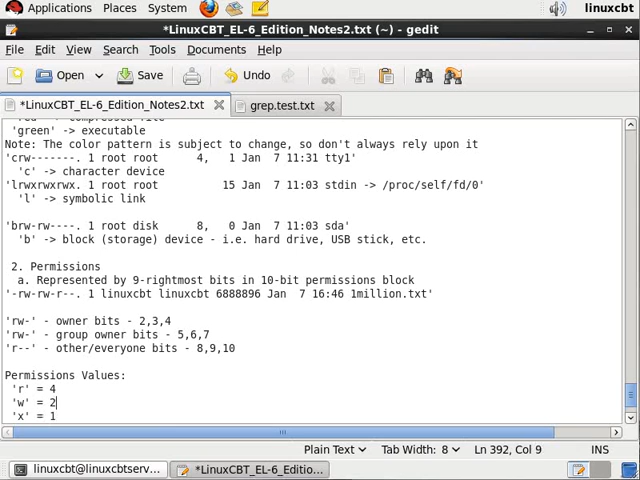 Applications Places System linuxcbt
*LinuxCBT_EL-6_Edition_Notes2.txt (~) - gedit
File Edit View Search Tools Documents Help
Open Save Undo
*LinuxCBT_EL-6_Edition_Notes2.txt grep.test.txt
'red' -> compressed file
'green' -> executable
Note: The color pattern is subject to change, so don't always rely upon it
'crw-------. 1 root root 4, 1 Jan 7 11:31 tty1'
'c' -> character device
'lrwxrwxrwx. 1 root root 15 Jan 7 11:03 stdin -> /proc/self/fd/0'
'l' -> symbolic link
'brw-rw----. 1 root disk 8, 0 Jan 7 11:03 sda'
'b' -> block (storage) device - i.e. hard drive, USB stick, etc.
2. Permissions
a. Represented by 9-rightmost bits in 10-bit permissions block
'-rw-rw-r--. 1 linuxcbt linuxcbt 6888896 Jan 7 16:46 1million.txt'
'rw-' - owner bits - 2,3,4
'rw-' - group owner bits - 5,6,7
'r--' - other/everyone bits - 8,9,10
Permissions Values:
'r' = 4
'w' = 2
'x' = 1
Plain Text Tab Width: 8 Ln 392, Col 9 INS
linuxcbt@linuxcbtserv... *LinuxCBT_EL-6_Editio...